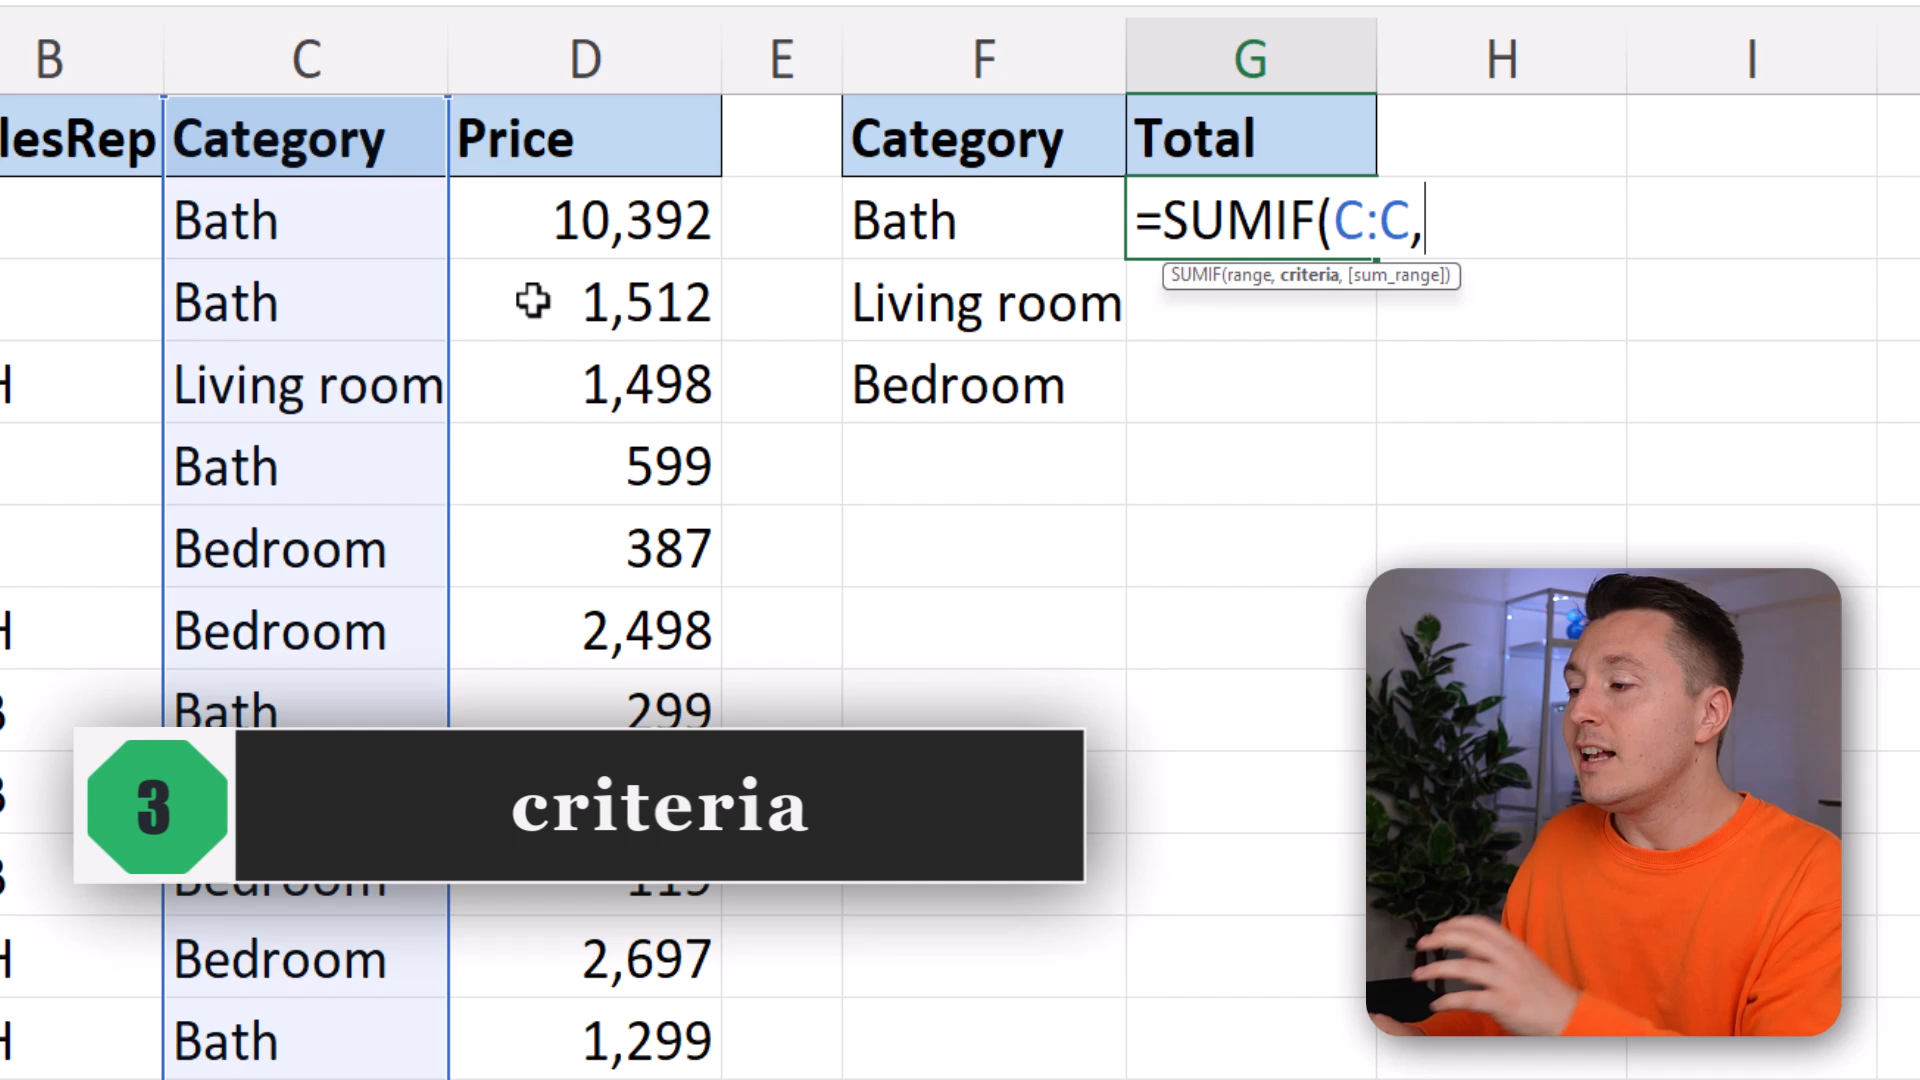 B C D E F G H I
lesRep Category Price Category Total
Bath 10,392 Bath =SUMIF(C:C,
SUMIF(range, criteria, [sum_range])
Bath 1,512 Living room
H Living room 1,498 Bedroom
Bath 599
Bedroom 387
H Bedroom 2,498
B Bath 299
3 criteria
B
B Bedroom 119
H Bedroom 2,697
H Bath 1,299